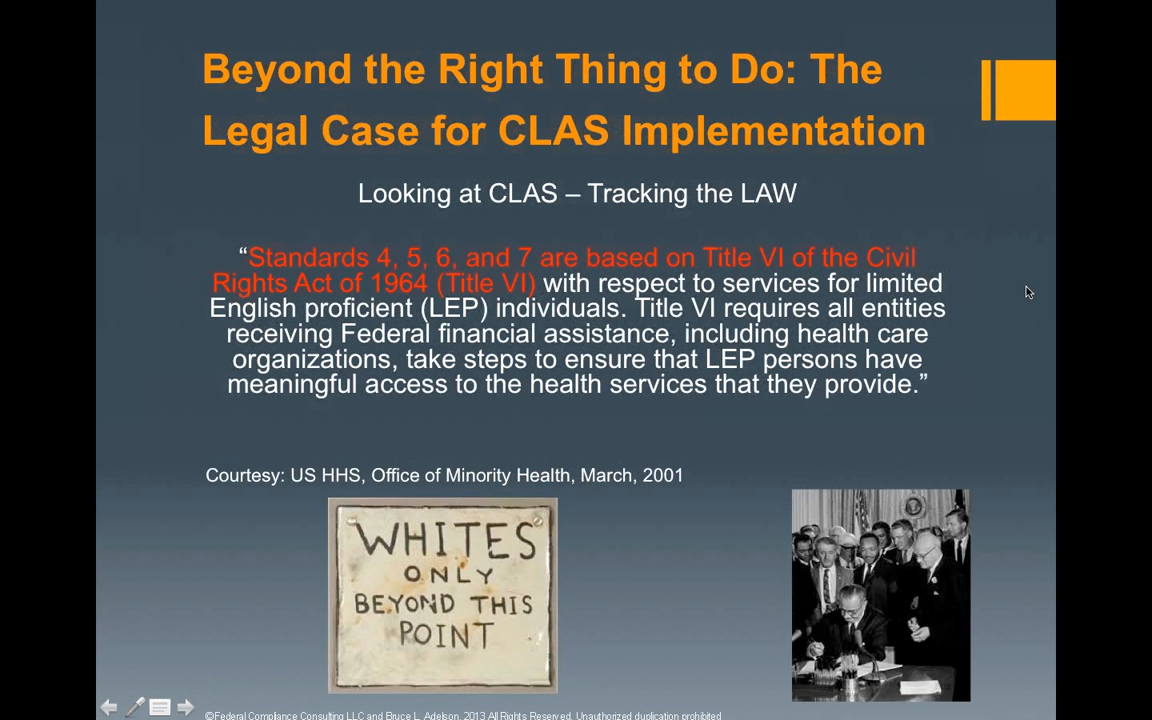 Beyond the Right Thing to Do: The
Legal Case for CLAS Implementation
Looking at CLAS – Tracking the LAW
“Standards 4, 5, 6, and 7 are based on Title VI of the Civil
Rights Act of 1964 (Title VI) with respect to services for limited
English proficient (LEP) individuals. Title VI requires all entities
receiving Federal financial assistance, including health care
organizations, take steps to ensure that LEP persons have
meaningful access to the health services that they provide.”
Courtesy: US HHS, Office of Minority Health, March, 2001
WHITES
ONLY
BEYOND THIS
POINT
©Federal Compliance Consulting LLC and Bruce L. Adelson, 2013 All Rights Reserved. Unauthorized duplication prohibited